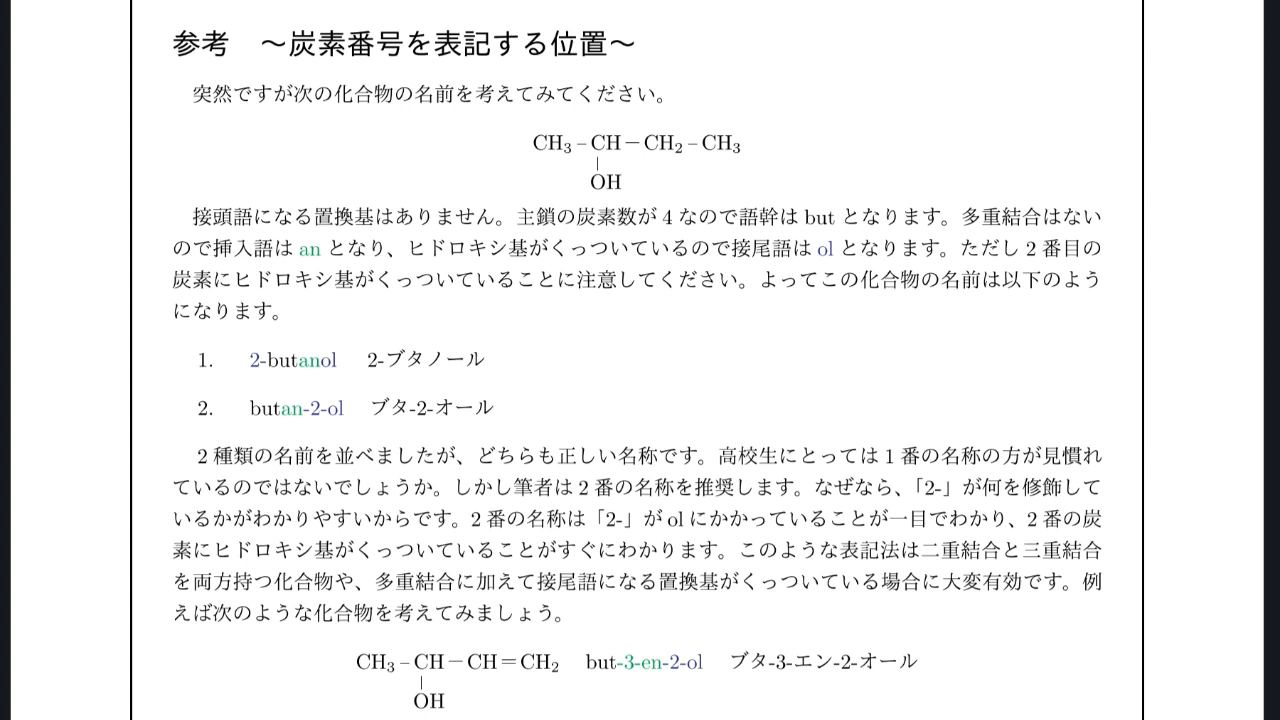 参考　～炭素番号を表記する位置～
突然ですが次の化合物の名前を考えてみてください。
CH₃–CH–CH₂–CH₃
|
OH
接頭語になる置換基はありません。主鎖の炭素数が 4 なので語幹は but となります。多重結合はない
ので挿入語は an となり、ヒドロキシ基がくっついているので接尾語は ol となります。ただし 2 番目の
炭素にヒドロキシ基がくっついていることに注意してください。よってこの化合物の名前は以下のよう
になります。
1. 2-butanol 2-ブタノール
2. butan-2-ol ブタ-2-オール
2 種類の名前を並べましたが、どちらも正しい名称です。高校生にとっては 1 番の名称の方が見慣れ
ているのではないでしょうか。しかし筆者は 2 番の名称を推奨します。なぜなら、「2-」が何を修飾して
いるかがわかりやすいからです。2 番の名称は「2-」が ol にかかっていることが一目でわかり、2 番の炭
素にヒドロキシ基がくっついていることがすぐにわかります。このような表記法は二重結合と三重結合
を両方持つ化合物や、多重結合に加えて接尾語になる置換基がくっついている場合に大変有効です。例
えば次のような化合物を考えてみましょう。
CH₃–CH–CH=CH₂ but-3-en-2-ol ブタ-3-エン-2-オール
|
OH